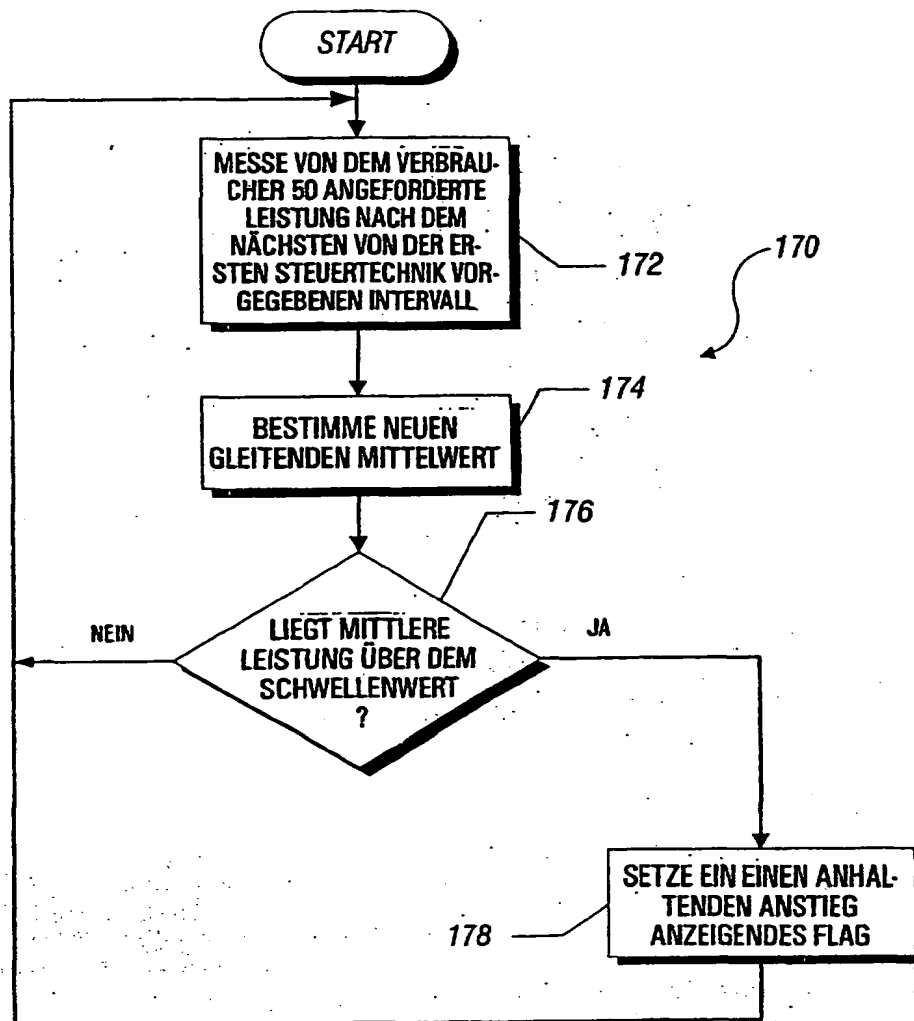 START
MESSE VON DEM VERBRAU-
CHER 50 ANGEFORDERTE
LEISTUNG NACH DEM
NÄCHSTEN VON DER ER-
STEN STEUERTECHNIK VOR-
GEGEBENEN INTERVALL
172
170
174
BESTIMME NEUEN
GLEITENDEN MITTELWERT
176
NEIN
LIEGT MITTLERE
LEISTUNG ÜBER DEM
SCHWELLENWERT
?
JA
SETZE EIN EINEN ANHAL-
TENDEN ANSTIEG
ANZEIGENDES FLAG
178